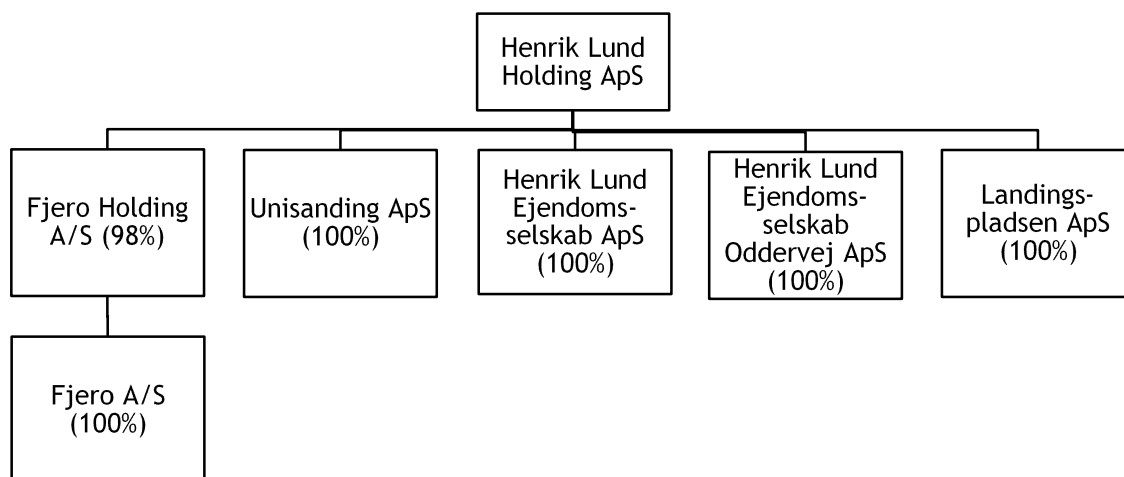 Henrik Lund
Holding ApS
Fjero Holding
A/S (98%)
Unisanding ApS
(100%)
Henrik Lund
Ejendoms-
selskab ApS
(100%)
Henrik Lund
Ejendoms-
selskab
Oddervej ApS
(100%)
Landings-
pladsen ApS
(100%)
Fjero A/S
(100%)